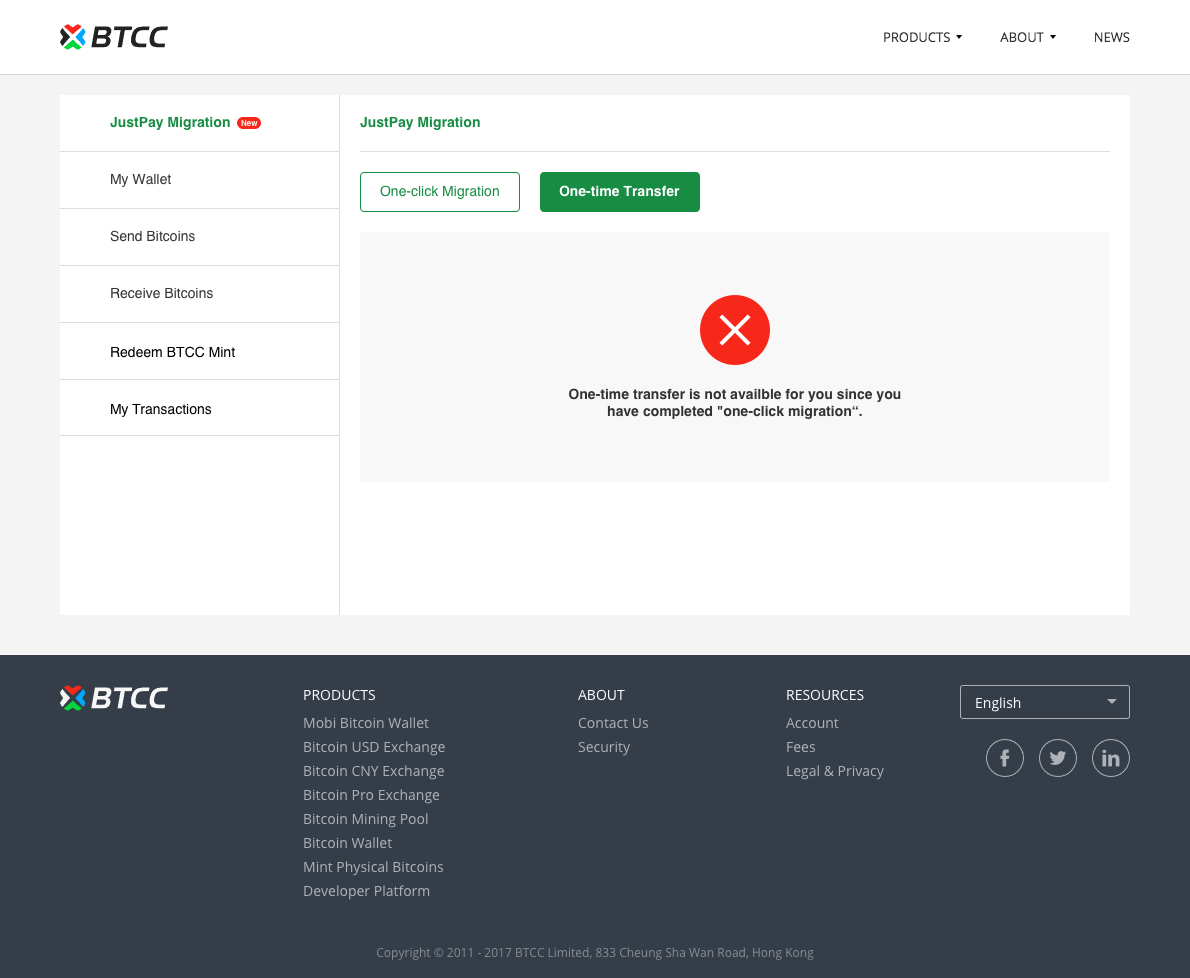 BTCC
PRODUCTS
ABOUT
NEWS
JustPay Migration New
My Wallet
Send Bitcoins
Receive Bitcoins
Redeem BTCC Mint
My Transactions
JustPay Migration
One-click Migration
One-time Transfer
One-time transfer is not availble for you since you
have completed "one-click migration“.
BTCC
PRODUCTS
Mobi Bitcoin Wallet
Bitcoin USD Exchange
Bitcoin CNY Exchange
Bitcoin Pro Exchange
Bitcoin Mining Pool
Bitcoin Wallet
Mint Physical Bitcoins
Developer Platform
ABOUT
Contact Us
Security
RESOURCES
Account
Fees
Legal & Privacy
English
Copyright © 2011 - 2017 BTCC Limited, 833 Cheung Sha Wan Road, Hong Kong